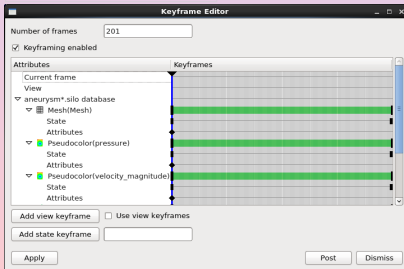 Keyframe Editor
Number of frames 201
Keyframing enabled
Attributes Keyframes
Current frame
View
aneurysm*.silo database
Mesh(Mesh)
State
Attributes
Pseudocolor(pressure)
State
Attributes
Pseudocolor(velocity_magnitude)
State
Attributes
Add view keyframe Use view keyframes
Add state keyframe
Apply Post Dismiss